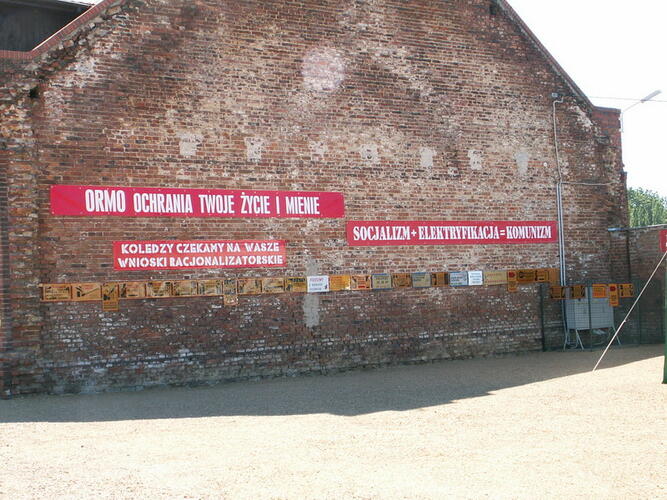 ORMO OCHRANIA TWOJE ŻYCIE I MIENIE
SOCJALIZM + ELEKTRYFIKACJA = KOMUNIZM
KOLEDZY CZEKAMY NA WASZE
WNIOSKI RACJONALIZATORSKIE